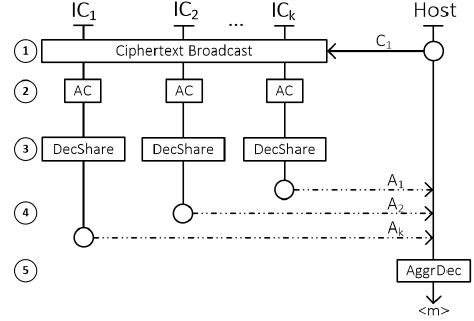 IC1 IC2 ... ICk Host
1 Ciphertext Broadcast C1
2 AC AC AC
3 DecShare DecShare DecShare
A1
4 A2
Ak
5 AggrDec
<m>